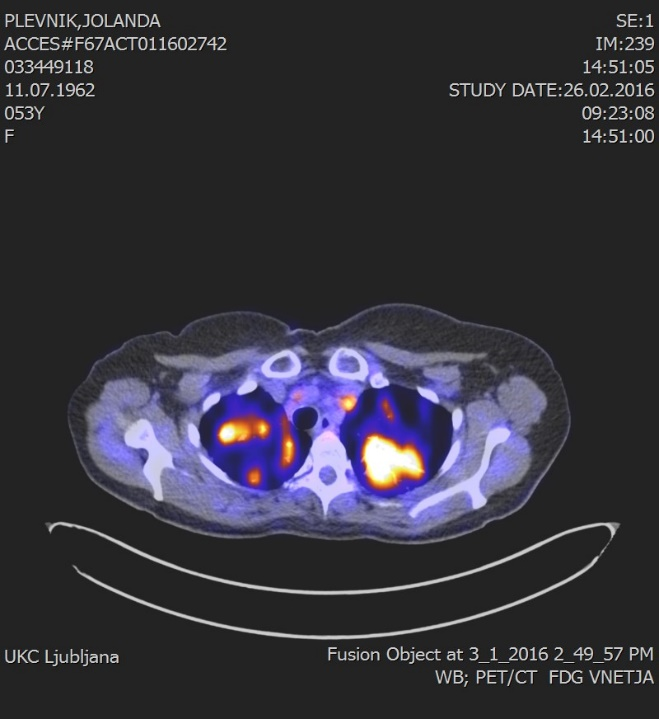 PLEVNIK,JOLANDA
ACCES#F67ACT011602742
033449118
11.07.1962
053Y
F
SE:1
IM:239
14:51:05
STUDY DATE:26.02.2016
09:23:08
14:51:00
UKC Ljubljana
Fusion Object at 3_1_2016 2_49_57 PM
WB; PET/CT FDG VNETJA